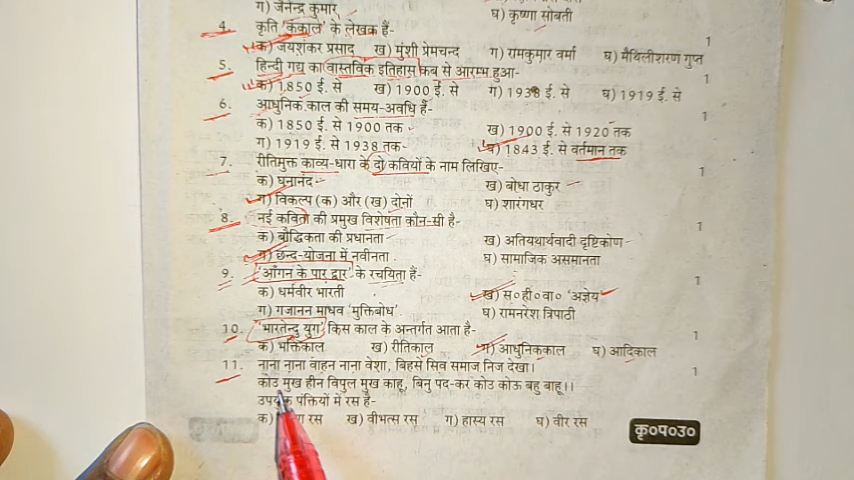 ग) जैनेन्द्र कुमार
घ) कृष्णा सोबती
4. कृति 'कंकाल' के लेखक हैं- 1
क) जयशंकर प्रसाद ख) मुंशी प्रेमचन्द ग) रामकुमार वर्मा घ) मैथिलीशरण गुप्त
5. हिन्दी गद्य का वास्तविक इतिहास कब से आरम्भ हुआ- 1
क) 1850 ई. से ख) 1900 ई. से ग) 1938 ई. से घ) 1919 ई. से
6. आधुनिक काल की समय-अवधि है- 1
क) 1850 ई. से 1900 तक ख) 1900 ई. से 1920 तक
ग) 1919 ई. से 1938 तक घ) 1843 ई. से वर्तमान तक
7. रीतिमुक्त काव्य-धारा के दो कवियों के नाम लिखिए- 1
क) घनानंद ख) बोधा ठाकुर
ग) विकल्प (क) और (ख) दोनों घ) शारंगधर
8. नई कविता की प्रमुख विशेषता कौन-सी है- 1
क) बौद्धिकता की प्रधानता ख) अतियथार्थवादी दृष्टिकोण
ग) छन्द-योजना में नवीनता घ) सामाजिक असमानता
9. 'आँगन के पार द्वार' के रचयिता हैं- 1
क) धर्मवीर भारती ख) स०ही०वा० 'अज्ञेय'
ग) गजानन माधव 'मुक्तिबोध' घ) रामनरेश त्रिपाठी
10. 'भारतेन्दु युग' किस काल के अन्तर्गत आता है- 1
क) भक्तिकाल ख) रीतिकाल ग) आधुनिककाल घ) आदिकाल
11. नाना नाना वाहन नाना वेशा, बिहसे सिव समाज निज देखा। 1
कोउ मुख हीन विपुल मुख काहू, बिनु पद-कर कोउ कोऊ बहु बाहू।।
पंक्तियों में रस है-
क) रस ख) वीभत्स रस ग) हास्य रस घ) वीर रस
कृ०प०उ०